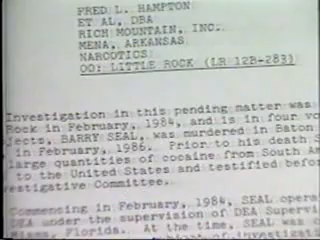 FRED L. HAMPTON
ET AL, DBA
RICH MOUNTAIN, INC.
MENA, ARKANSAS
NARCOTICS
OO: LITTLE ROCK (LR 12B-283)
Investigation in this pending matter was
Rock in February, 1984, and is in four vo
jects, BARRY SEAL, was murdered in Baton
in February, 1986. Prior to his death S
large quantities of cocaine from South Am
to the United States and testified befor
vestigative Committee.
Commencing in February, 1984, SEAL opera
DEA under the supervision of DEA Supervi
Miami, Florida. At the time, SEAL was u
of investigati